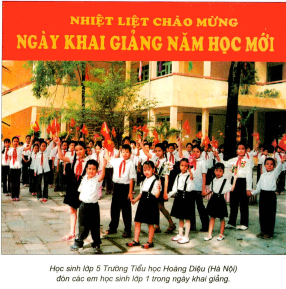 NHIỆT LIỆT CHÀO MỪNG
NGÀY KHAI GIẢNG NĂM HỌC MỚI
Học sinh lớp 5 Trường Tiểu học Hoàng Diệu (Hà Nội)
đón các em học sinh lớp 1 trong ngày khai giảng.